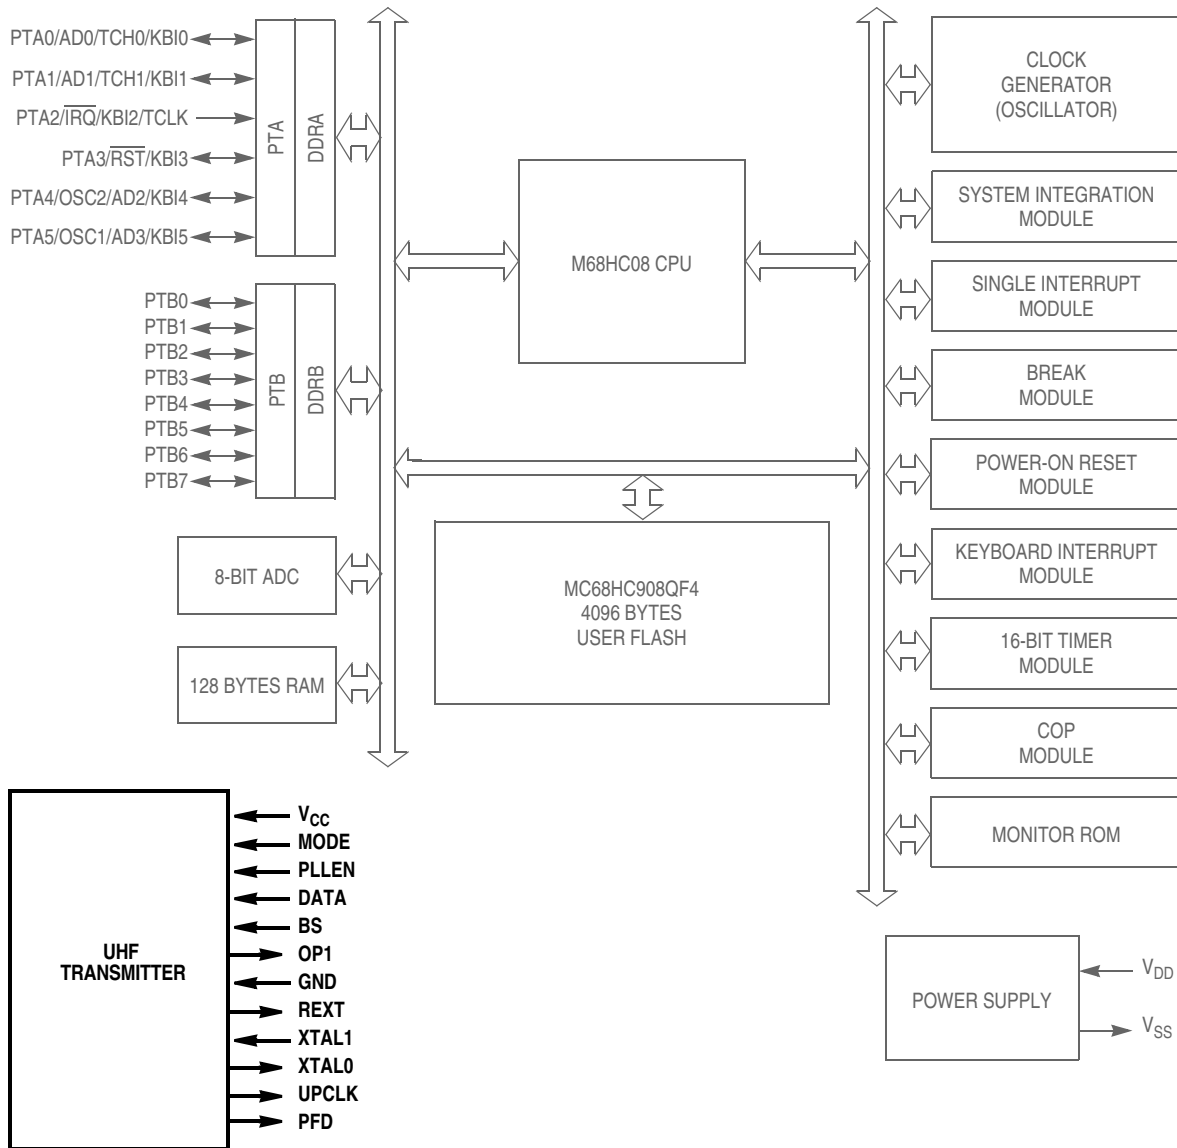 PTA0/AD0/TCH0/KBI0
PTA1/AD1/TCH1/KBI1
PTA2/IRQ/KBI2/TCLK
PTA3/RST/KBI3
PTA4/OSC2/AD2/KBI4
PTA5/OSC1/AD3/KBI5
PTA
DDRA
PTB0
PTB1
PTB2
PTB3
PTB4
PTB5
PTB6
PTB7
PTB
DDRB
8-BIT ADC
128 BYTES RAM
M68HC08 CPU
MC68HC908QF4
4096 BYTES
USER FLASH
CLOCK
GENERATOR
(OSCILLATOR)
SYSTEM INTEGRATION
MODULE
SINGLE INTERRUPT
MODULE
BREAK
MODULE
POWER-ON RESET
MODULE
KEYBOARD INTERRUPT
MODULE
16-BIT TIMER
MODULE
COP
MODULE
MONITOR ROM
UHF
TRANSMITTER
VCC
MODE
PLLEN
DATA
BS
OP1
GND
REXT
XTAL1
XTAL0
UPCLK
PFD
POWER SUPPLY
VDD
VSS